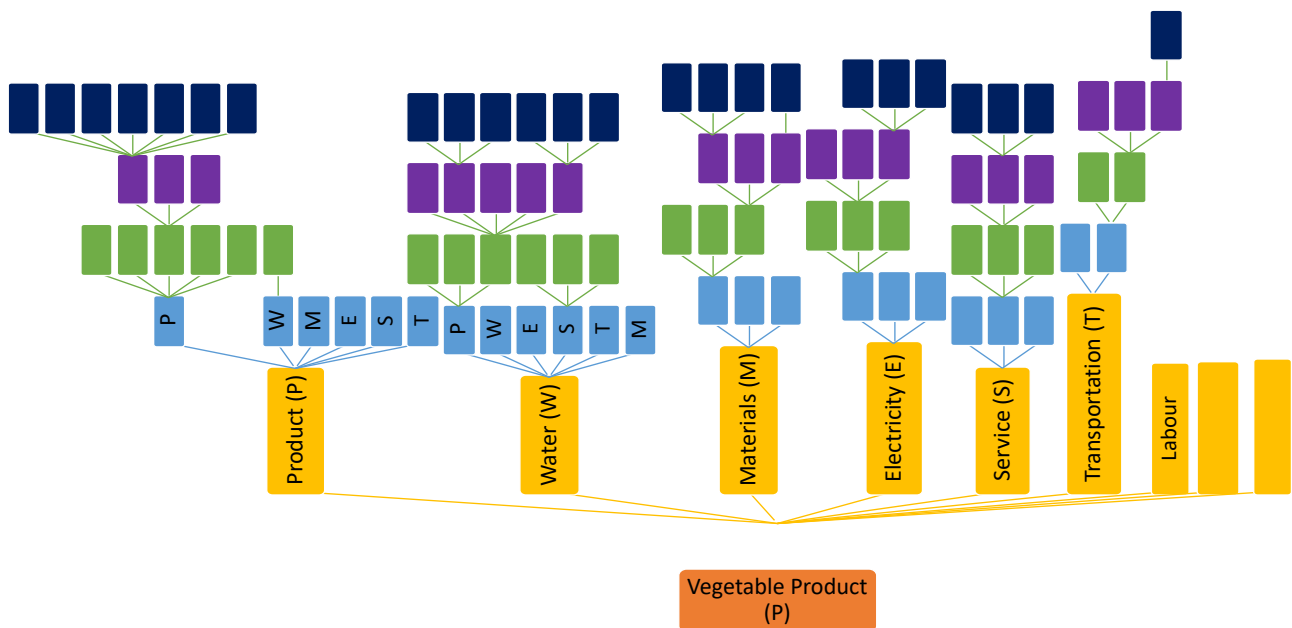 P
W
M
E
S
T
P
W
E
S
T
M
Product (P)
Water (W)
Materials (M)
Electricity (E)
Service (S)
Transportation (T)
Labour
Vegetable Product
(P)